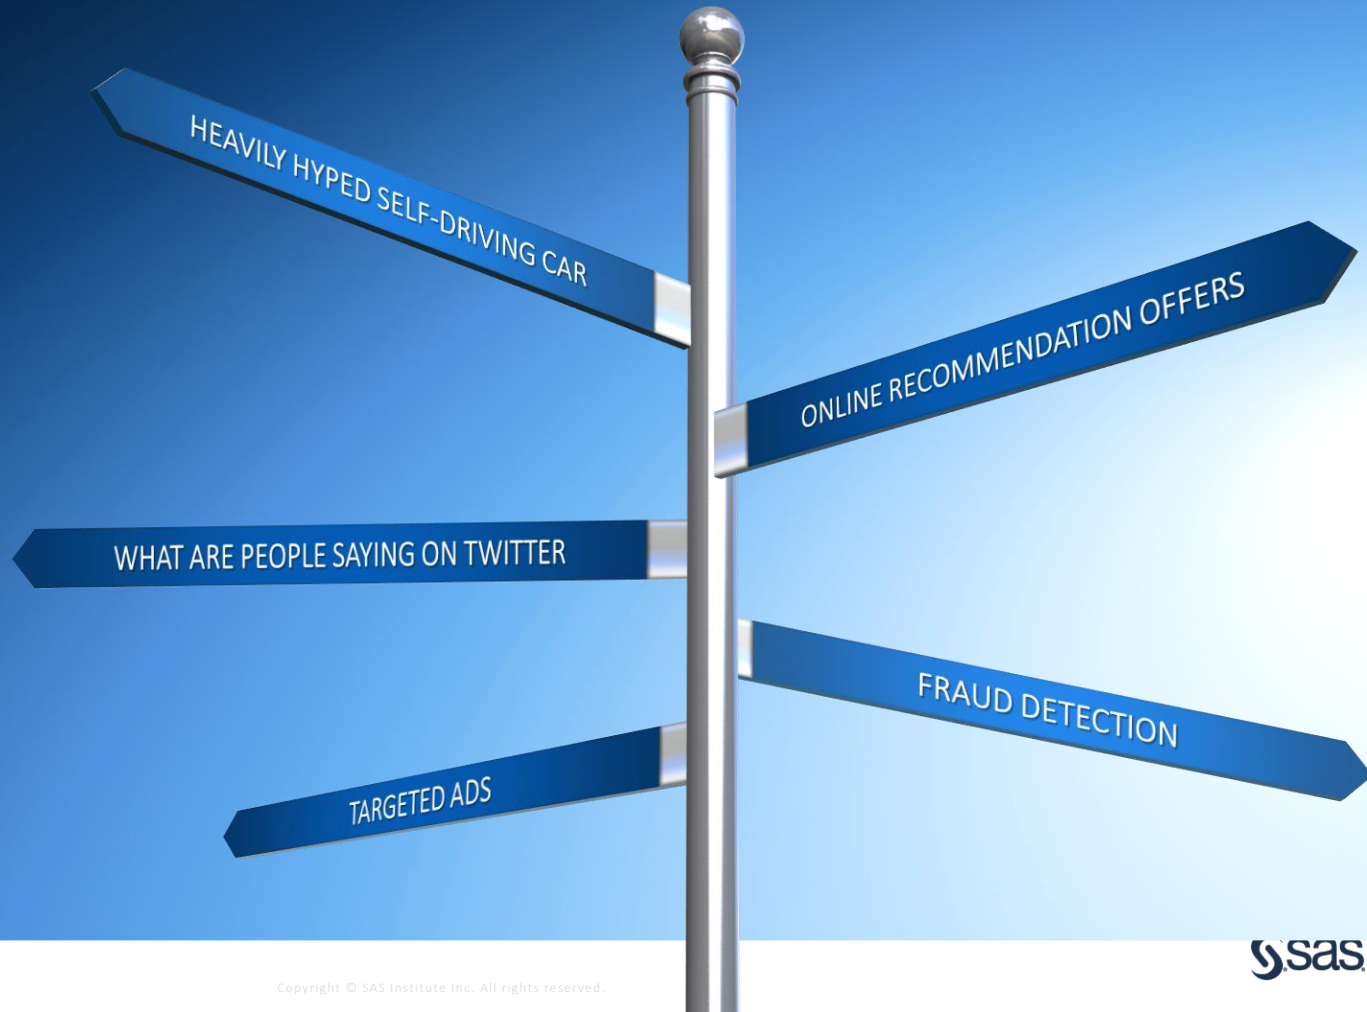 HEAVILY HYPED SELF-DRIVING CAR
ONLINE RECOMMENDATION OFFERS
WHAT ARE PEOPLE SAYING ON TWITTER
FRAUD DETECTION
TARGETED ADS
sas
Copyright © SAS Institute Inc. All rights reserved.